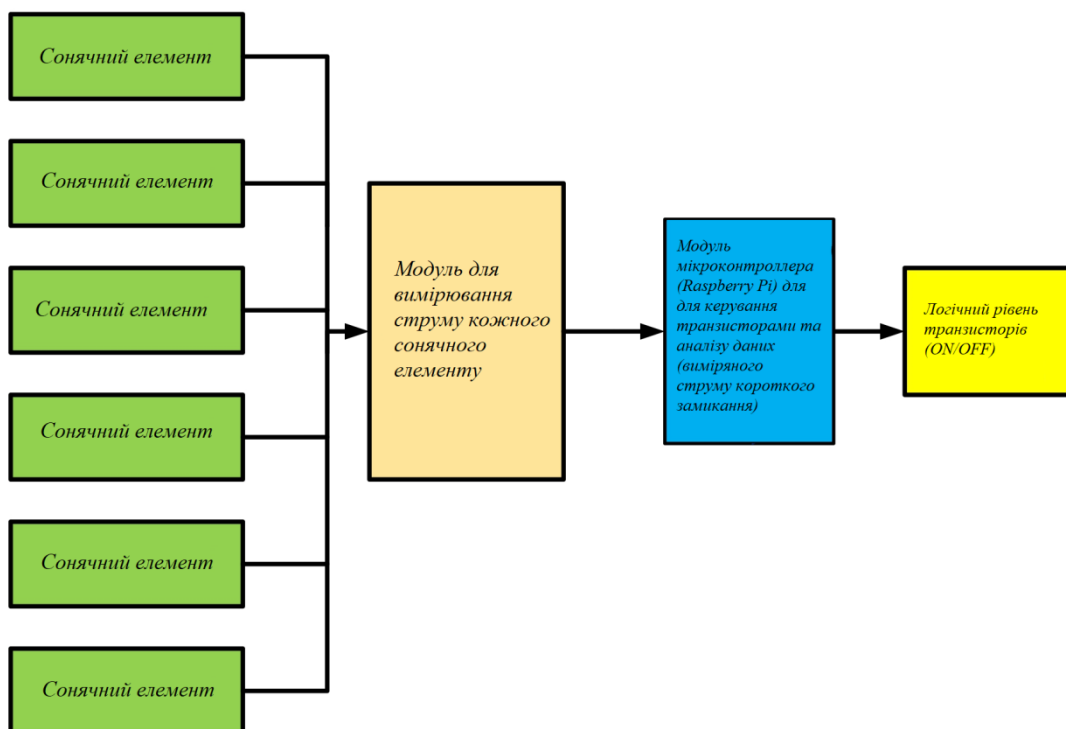 Сонячний елемент
Сонячний елемент
Сонячний елемент
Сонячний елемент
Сонячний елемент
Сонячний елемент
Модуль для
вимірювання
струму кожного
сонячного
елементу
Модуль
мікроконтроллера
(Raspberry Pi) для
для керування
транзисторами та
аналізу даних
(виміряного
струму короткого
замикання)
Логічний рівень
транзисторів
(ON/OFF)